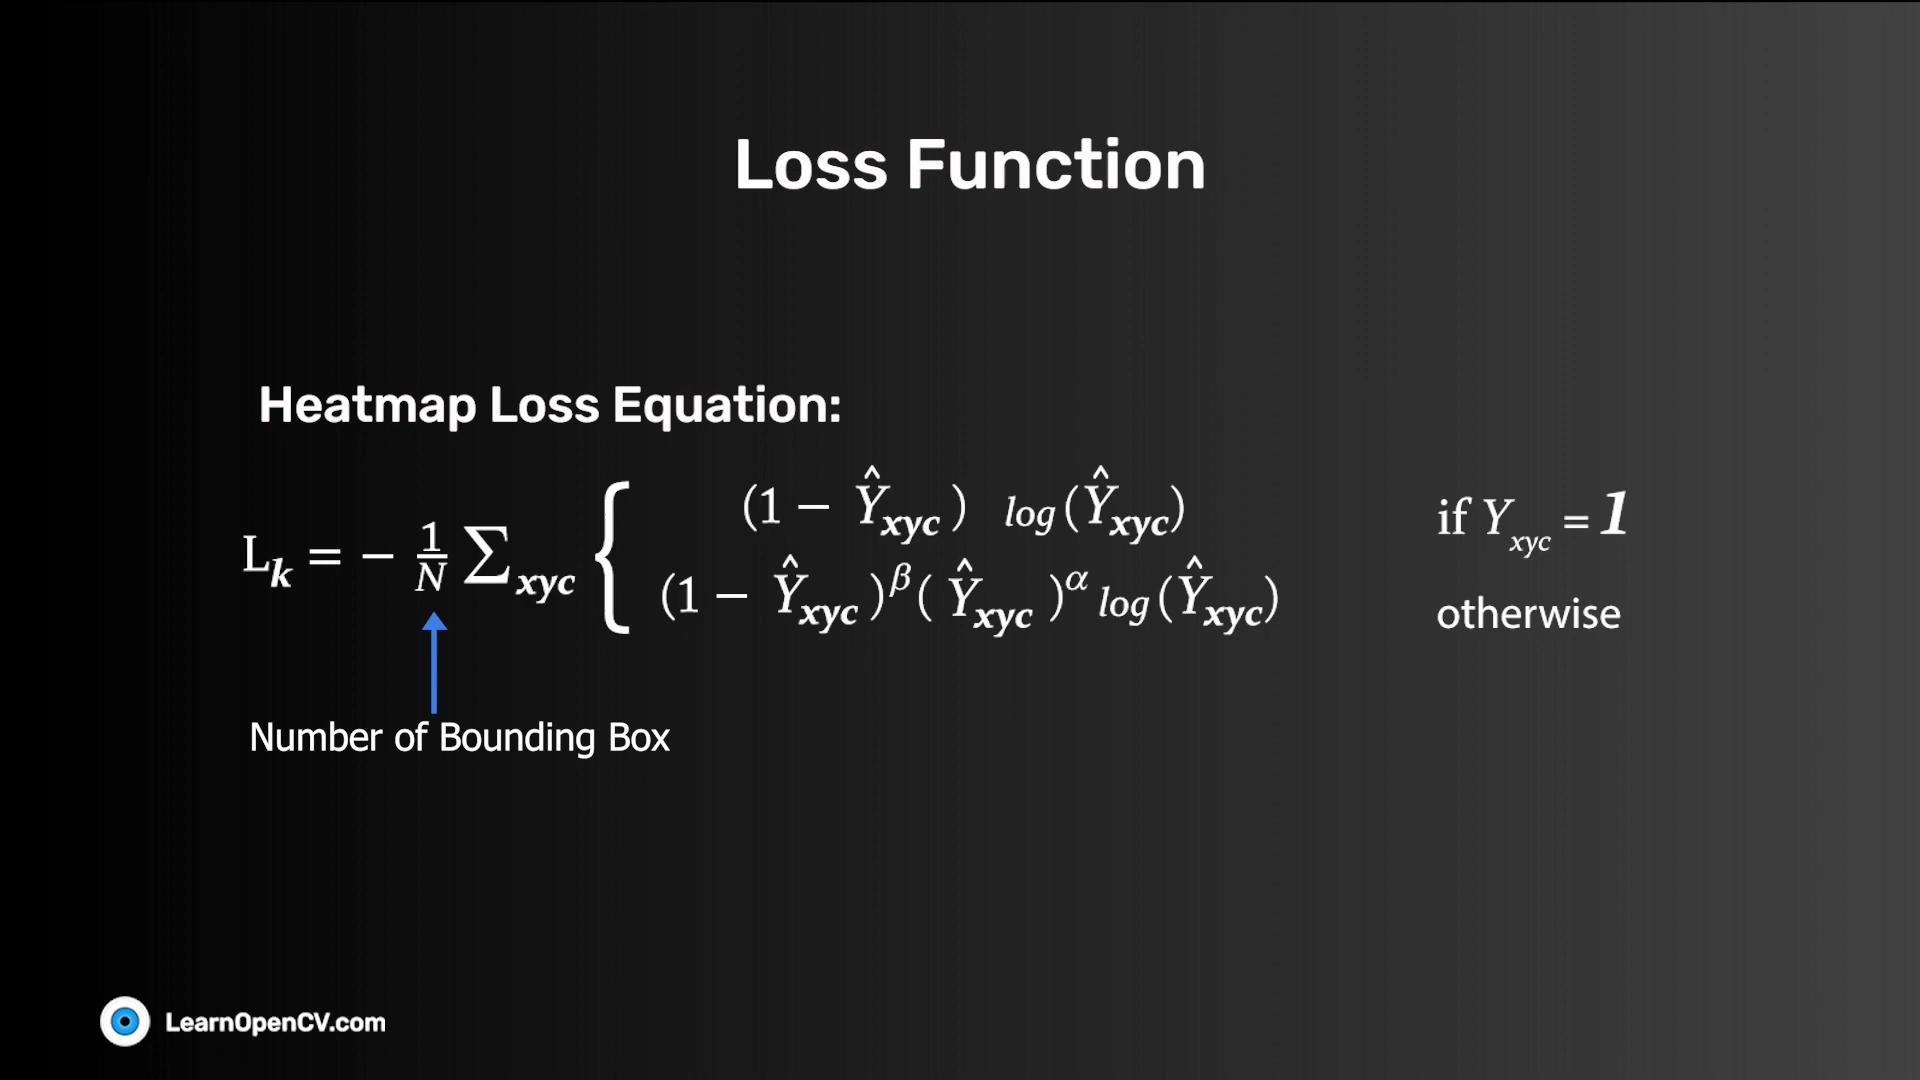 Loss Function
Heatmap Loss Equation:
L_k = − 1/N ∑_xyc { (1 − Ŷ_xyc) log(Ŷ_xyc) if Y_xyc = 1
(1 − Ŷ_xyc)^β (Ŷ_xyc)^α log(Ŷ_xyc) otherwise
Number of Bounding Box
LearnOpenCV.com